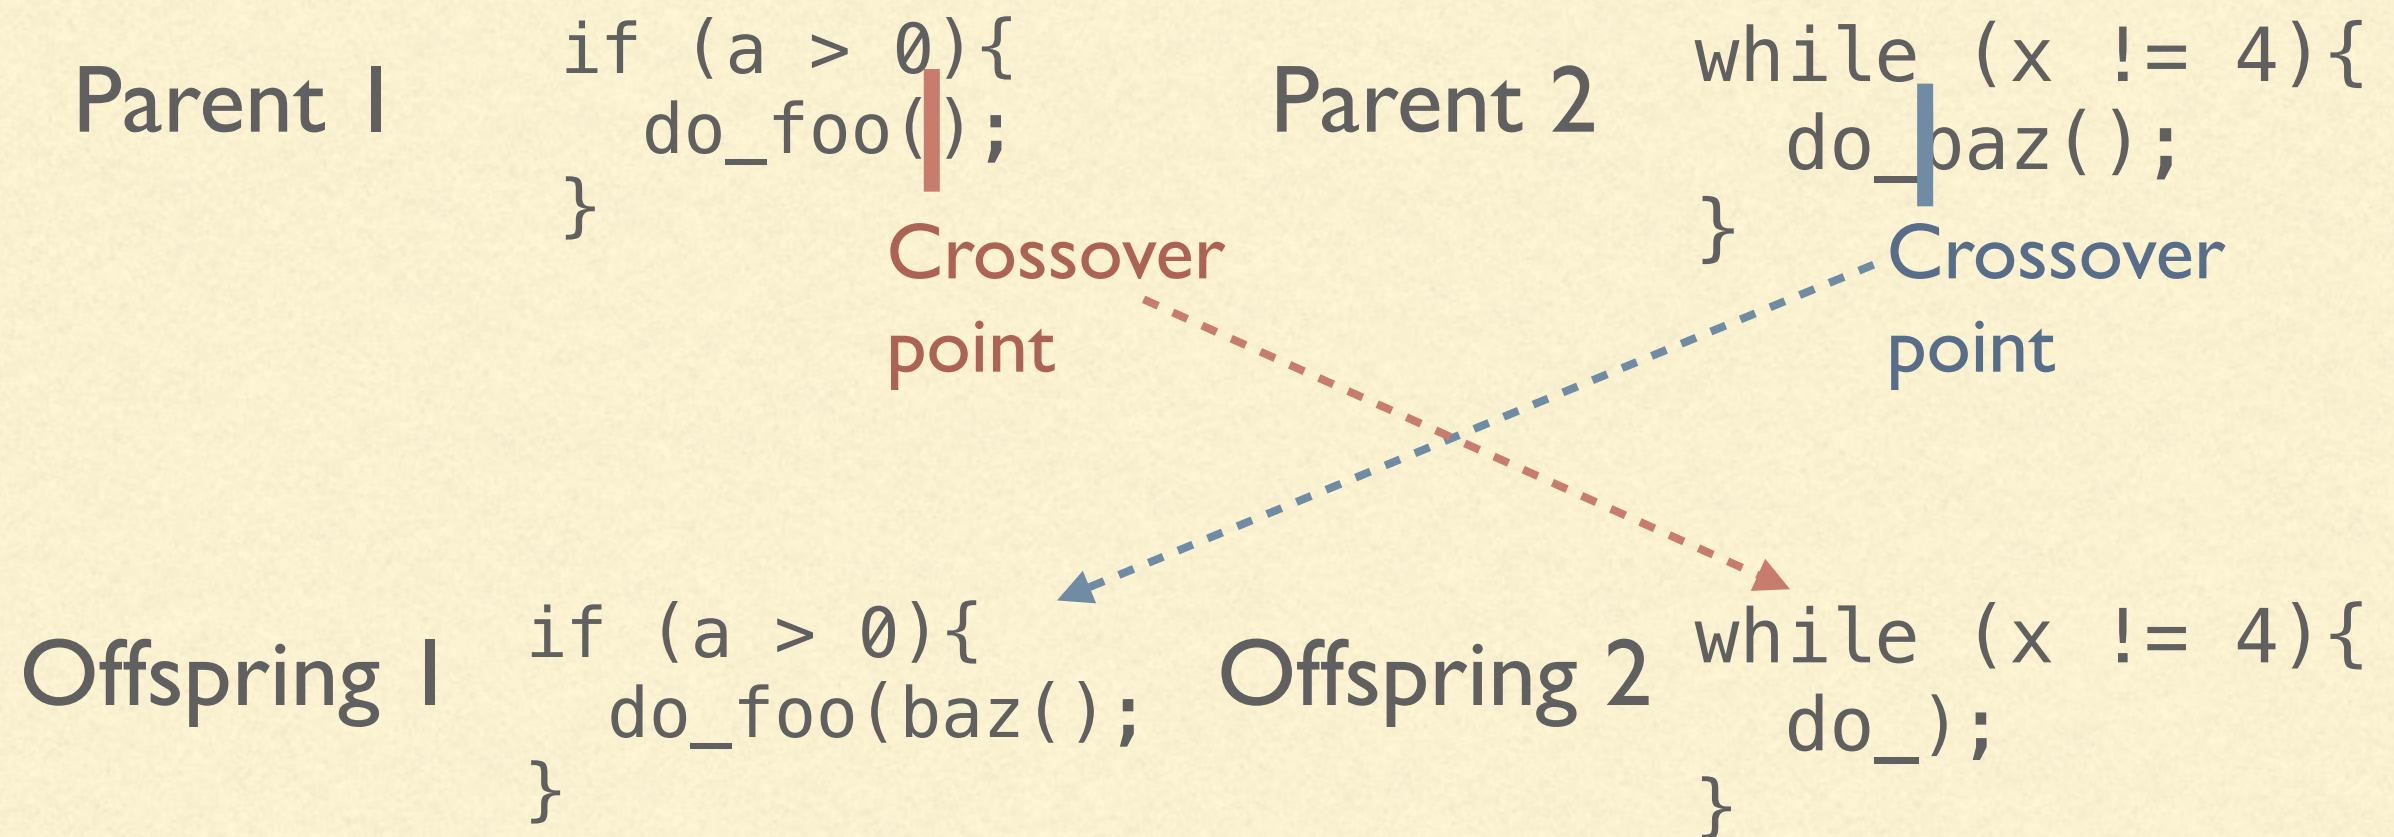 Parent 1
if (a > 0){
  do_foo();
}
Crossover
point
Parent 2
while (x != 4){
  do_baz();
}
Crossover
point
Offspring 1
if (a > 0){
  do_foo(baz();
}
Offspring 2
while (x != 4){
  do_);
}